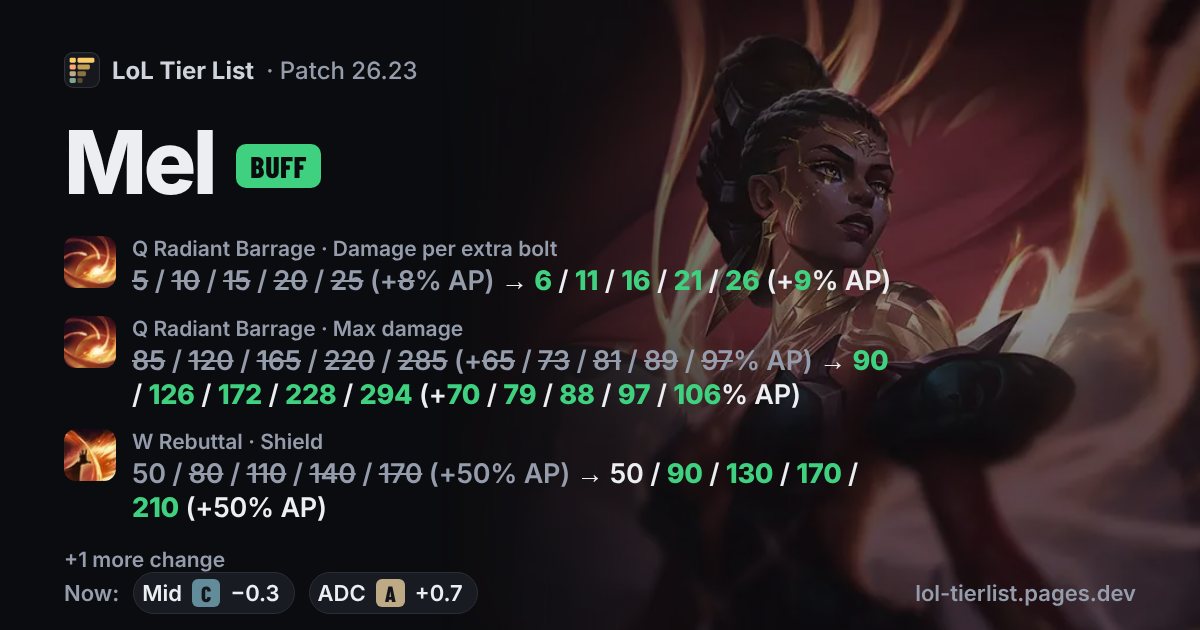 LoL Tier List · Patch 26.23
Mel BUFF
Q Radiant Barrage · Damage per extra bolt
5 / 10 / 15 / 20 / 25 (+8% AP) → 6 / 11 / 16 / 21 / 26 (+9% AP)
Q Radiant Barrage · Max damage
85 / 120 / 165 / 220 / 285 (+65 / 73 / 81 / 89 / 97% AP) → 90
/ 126 / 172 / 228 / 294 (+70 / 79 / 88 / 97 / 106% AP)
W Rebuttal · Shield
50 / 80 / 110 / 140 / 170 (+50% AP) → 50 / 90 / 130 / 170 /
210 (+50% AP)
+1 more change
Now: Mid C −0.3 ADC A +0.7
lol-tierlist.pages.dev